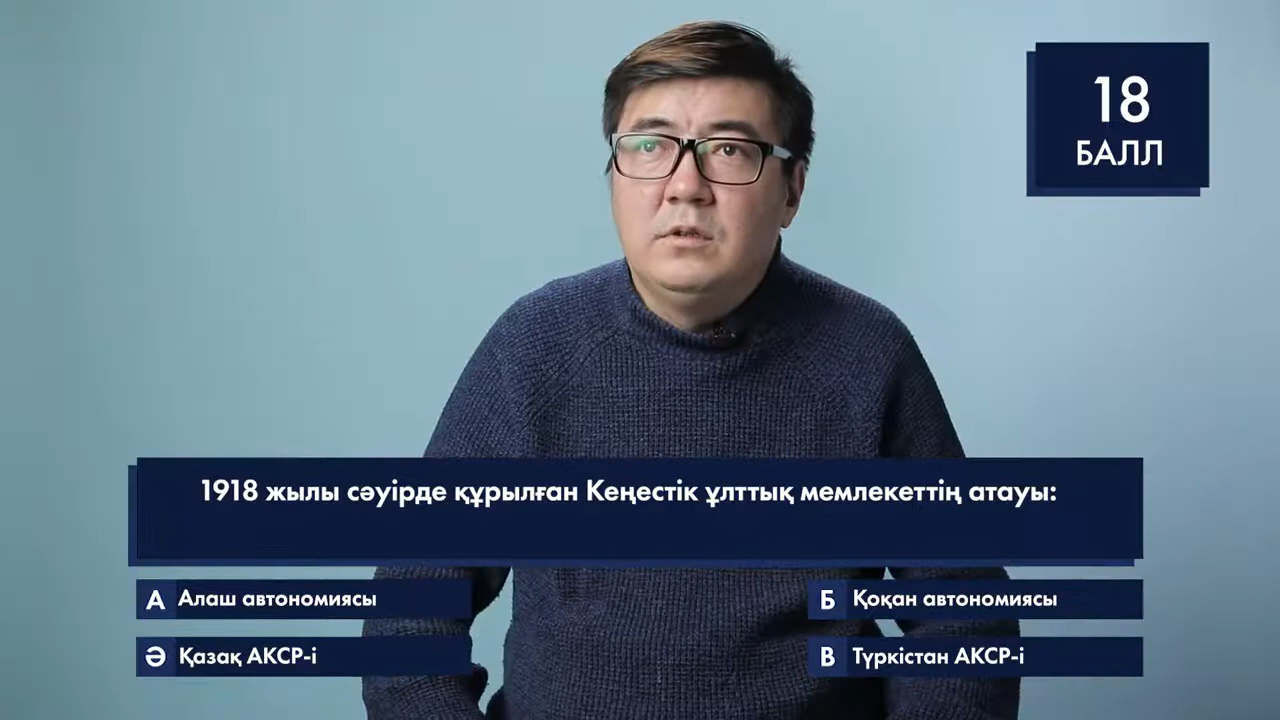 18
БАЛЛ
1918 жылы сәуірде құрылған Кеңестік ұлттық мемлекеттің атауы:
А Алаш автономиясы
Б Қоқан автономиясы
Ә Қазақ АКСР-і
В Түркістан АКСР-і